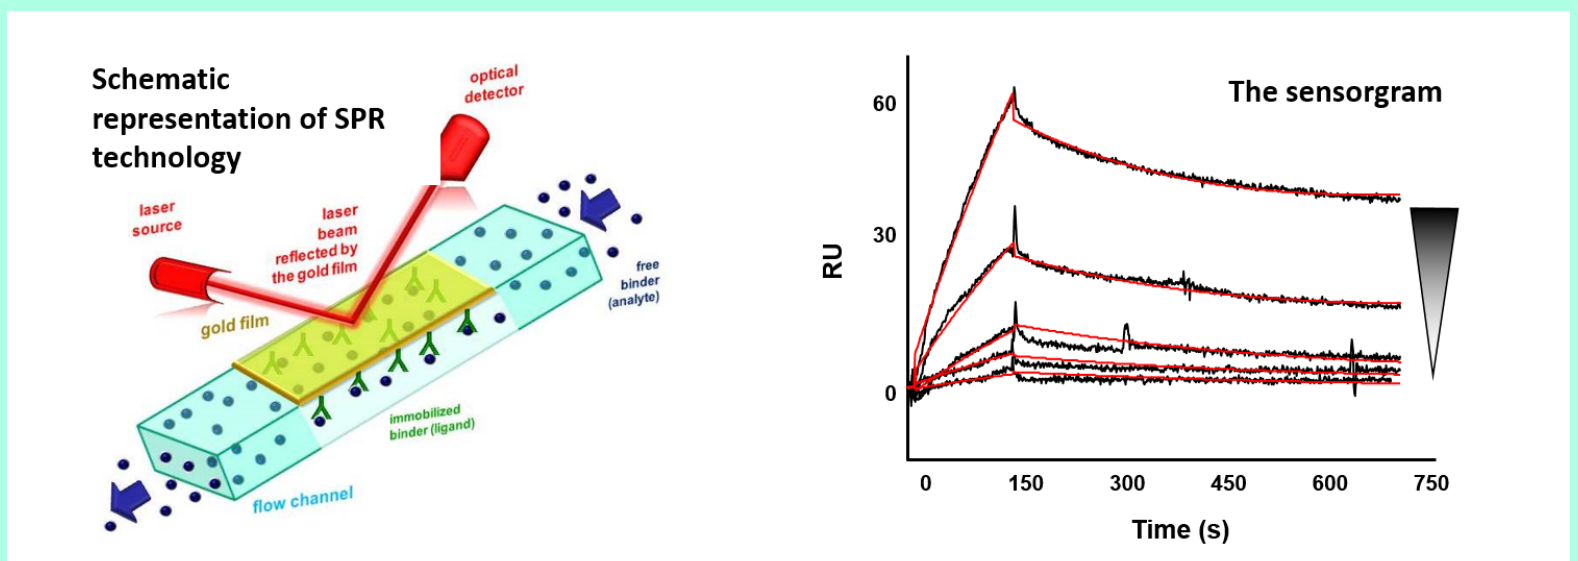 Schematic
representation of SPR
technology
optical
detector
laser
source
laser
beam
reflected by
the gold film
gold film
free
binder
(analyte)
immobilized
binder (ligand)
flow channel
The sensorgram
60
30
0
RU
0 150 300 450 600 750
Time (s)